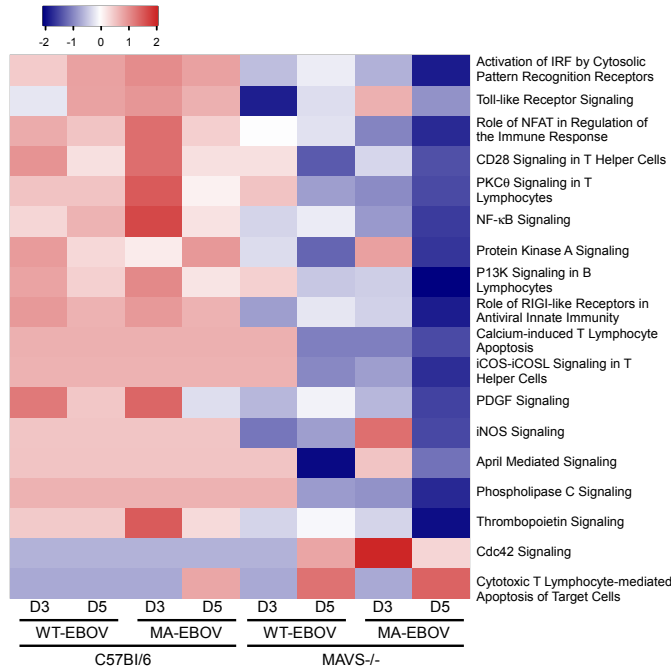 -2 -1 0 1 2
Activation of IRF by Cytosolic
Pattern Recognition Receptors
Toll-like Receptor Signaling
Role of NFAT in Regulation of
the Immune Response
CD28 Signaling in T Helper Cells
PKCθ Signaling in T
Lymphocytes
NF-κB Signaling
Protein Kinase A Signaling
P13K Signaling in B
Lymphocytes
Role of RIGI-like Receptors in
Antiviral Innate Immunity
Calcium-induced T Lymphocyte
Apoptosis
iCOS-iCOSL Signaling in T
Helper Cells
PDGF Signaling
iNOS Signaling
April Mediated Signaling
Phospholipase C Signaling
Thrombopoietin Signaling
Cdc42 Signaling
Cytotoxic T Lymphocyte-mediated
Apoptosis of Target Cells
D3 D5 D3 D5 D3 D5 D3 D5
WT-EBOV MA-EBOV WT-EBOV MA-EBOV
C57Bl/6 MAVS-/-